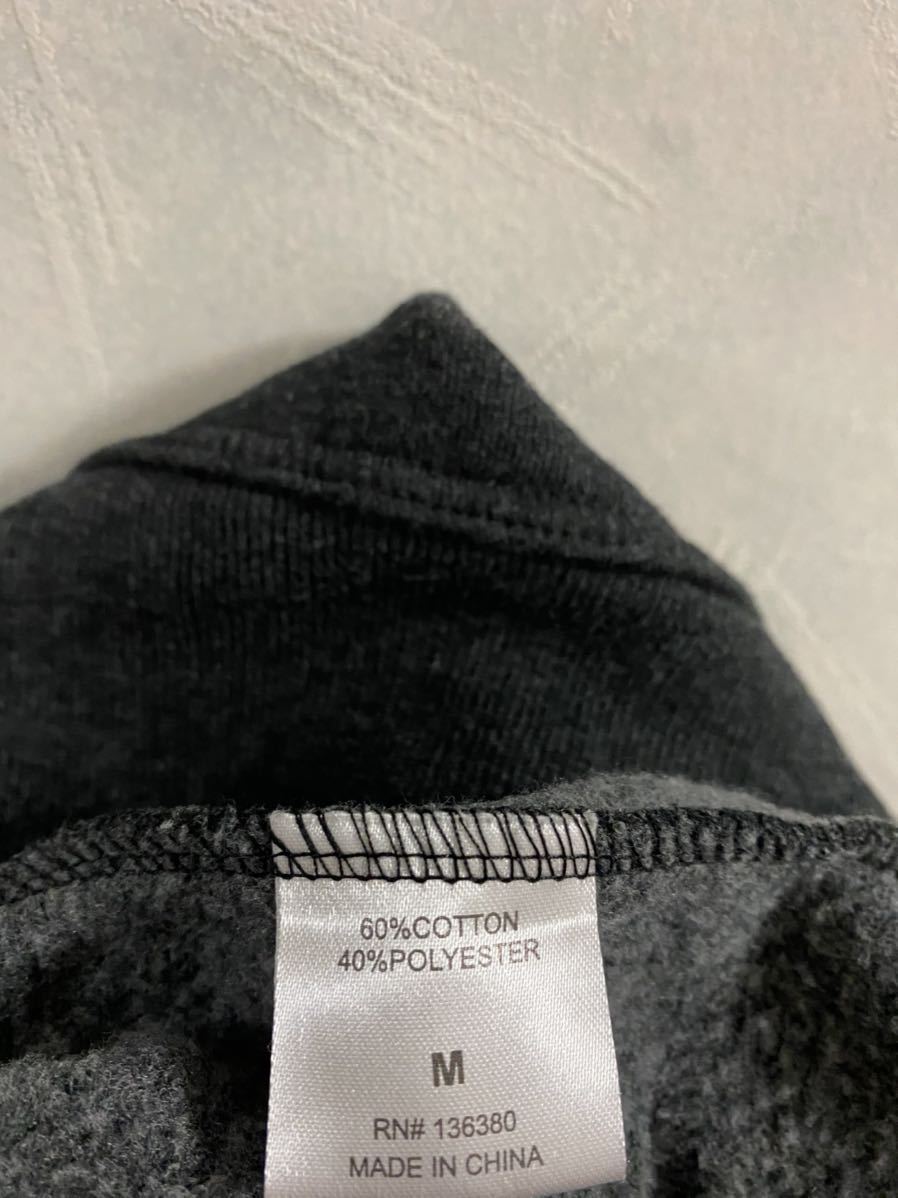 60%COTTON
40%POLYESTER
M
RN# 136380
MADE IN CHINA